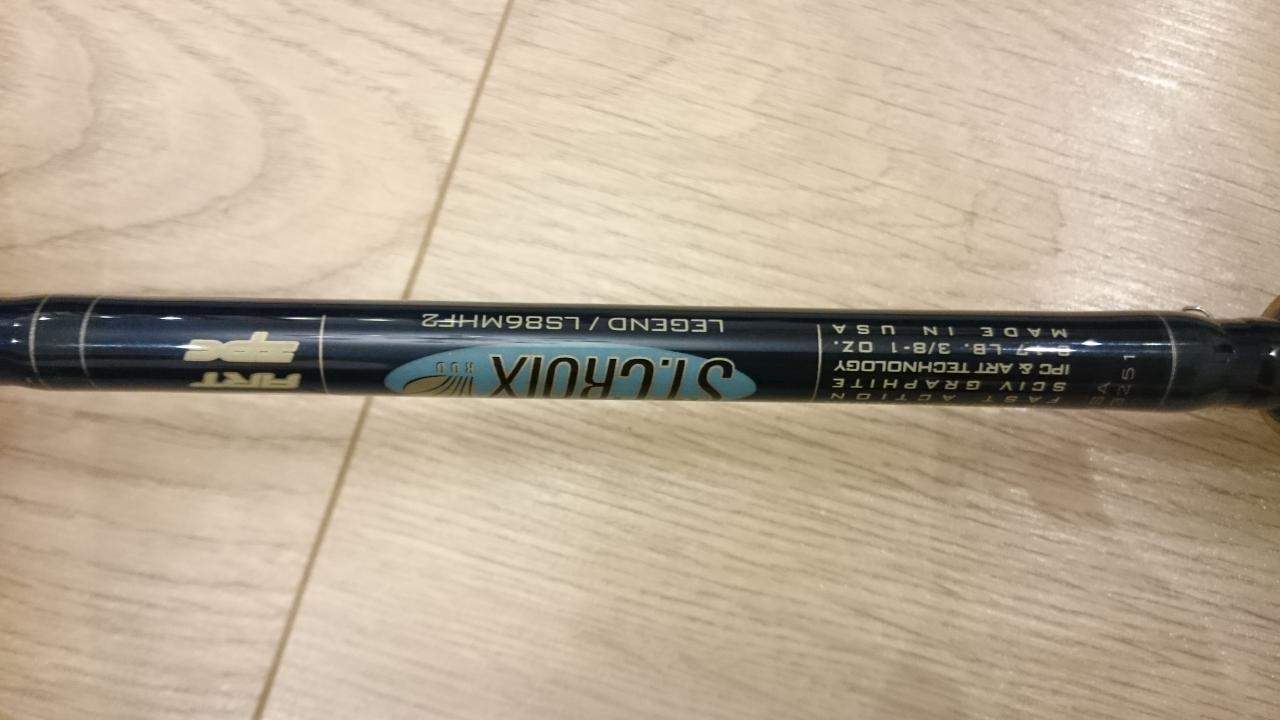 FAST ACTION
SCIV GRAPHITE
IPC & ART TECHNOLOGY
8-17 LB. 3/8-1 OZ.
MADE IN USA
ST.CROIX
ROD
LEGEND / LS86MHF2
ART
ipc